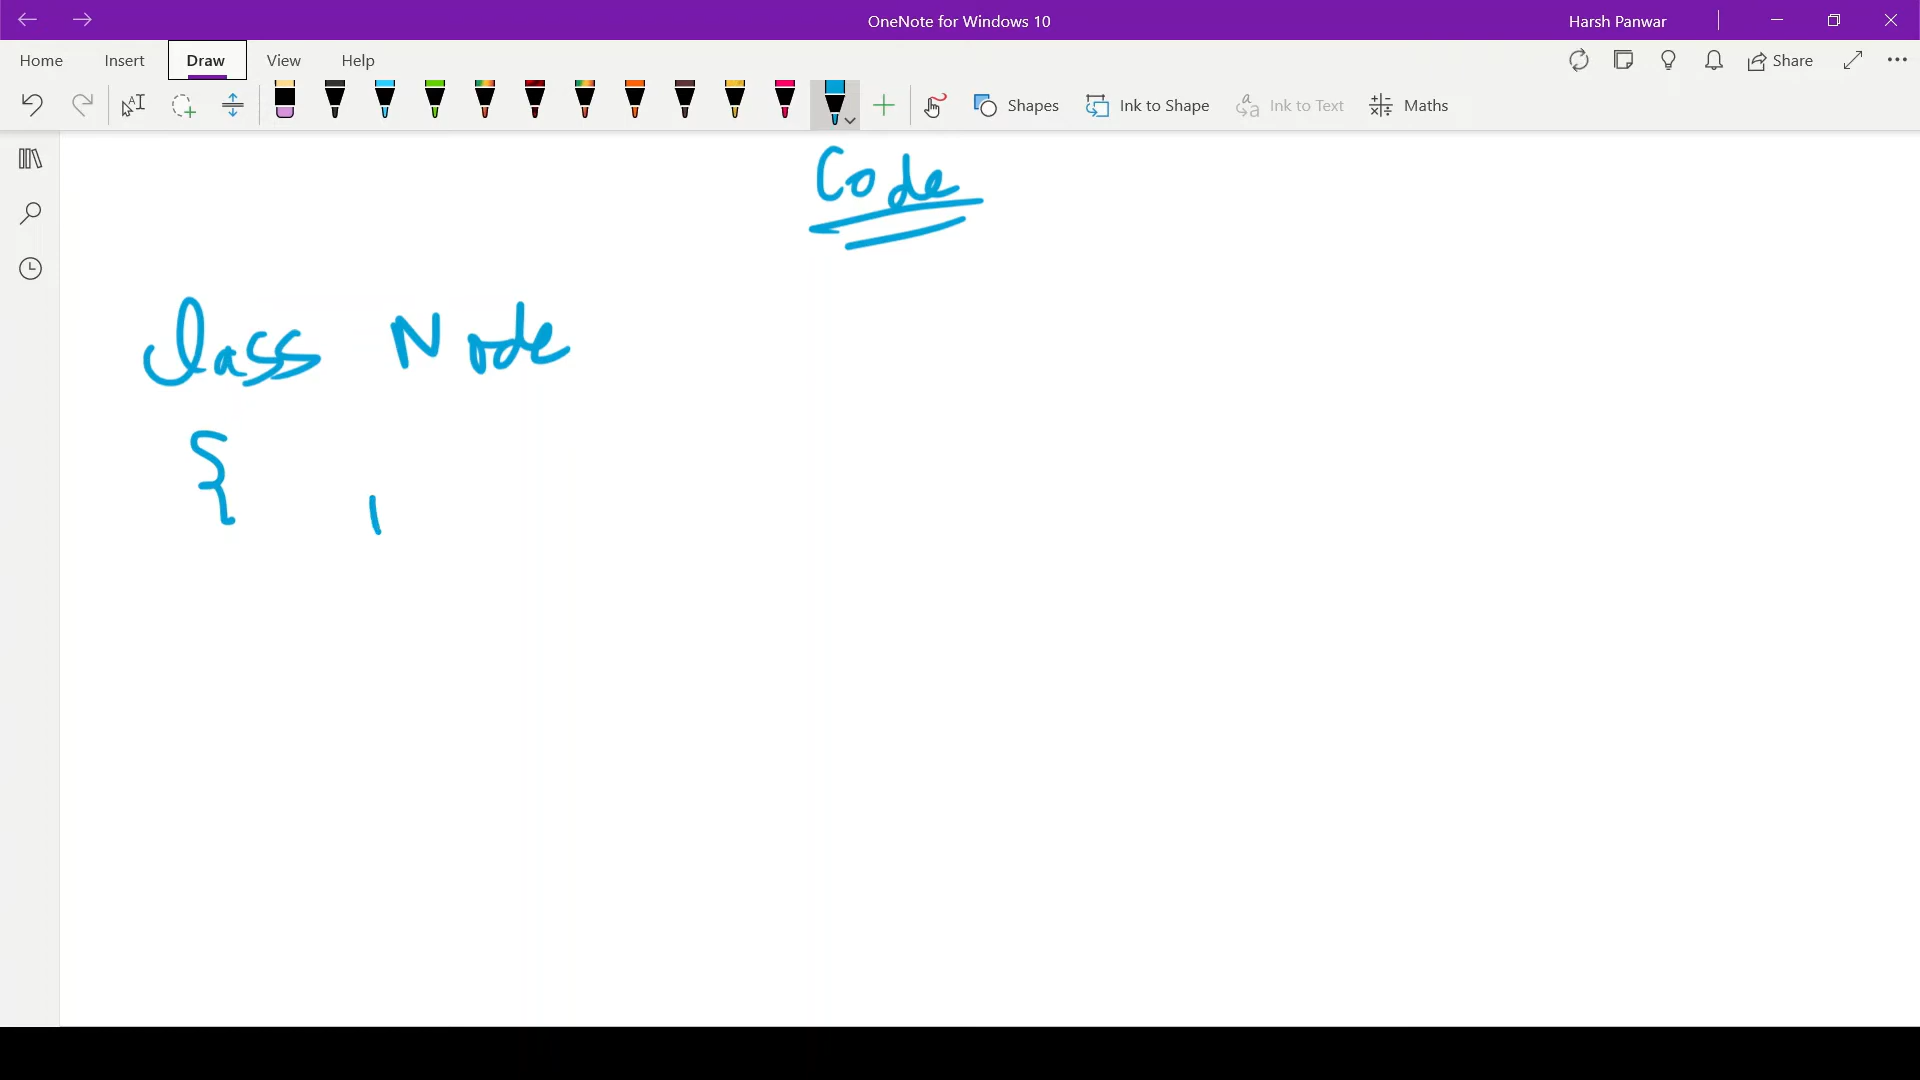 OneNote for Windows 10
Harsh Panwar
Home Insert Draw View Help
Share
Shapes Ink to Shape Ink to Text Maths
Code
Class Node
{